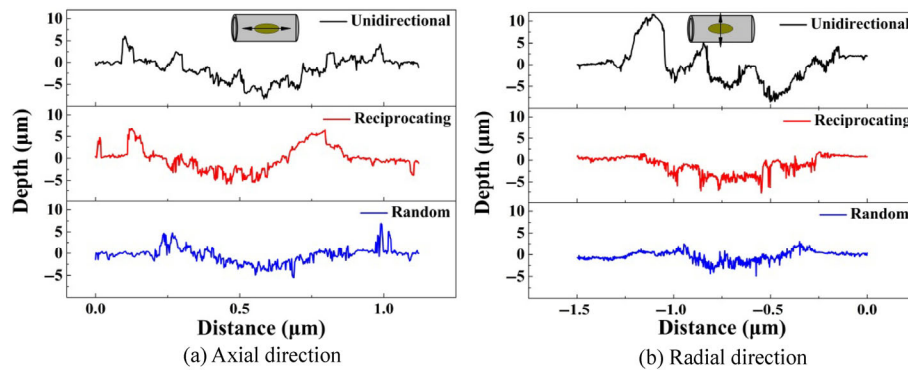 Unidirectional
10
5
0
−5
Reciprocating
10
5
0
−5
Random
10
5
0
−5
Depth (μm)
0.0 0.5 1.0
Distance (μm)
(a) Axial direction
Unidirectional
10
5
0
−5
Reciprocating
10
5
0
−5
Random
10
5
0
−5
Depth (μm)
−1.5 −1.0 −0.5 0.0
Distance (μm)
(b) Radial direction